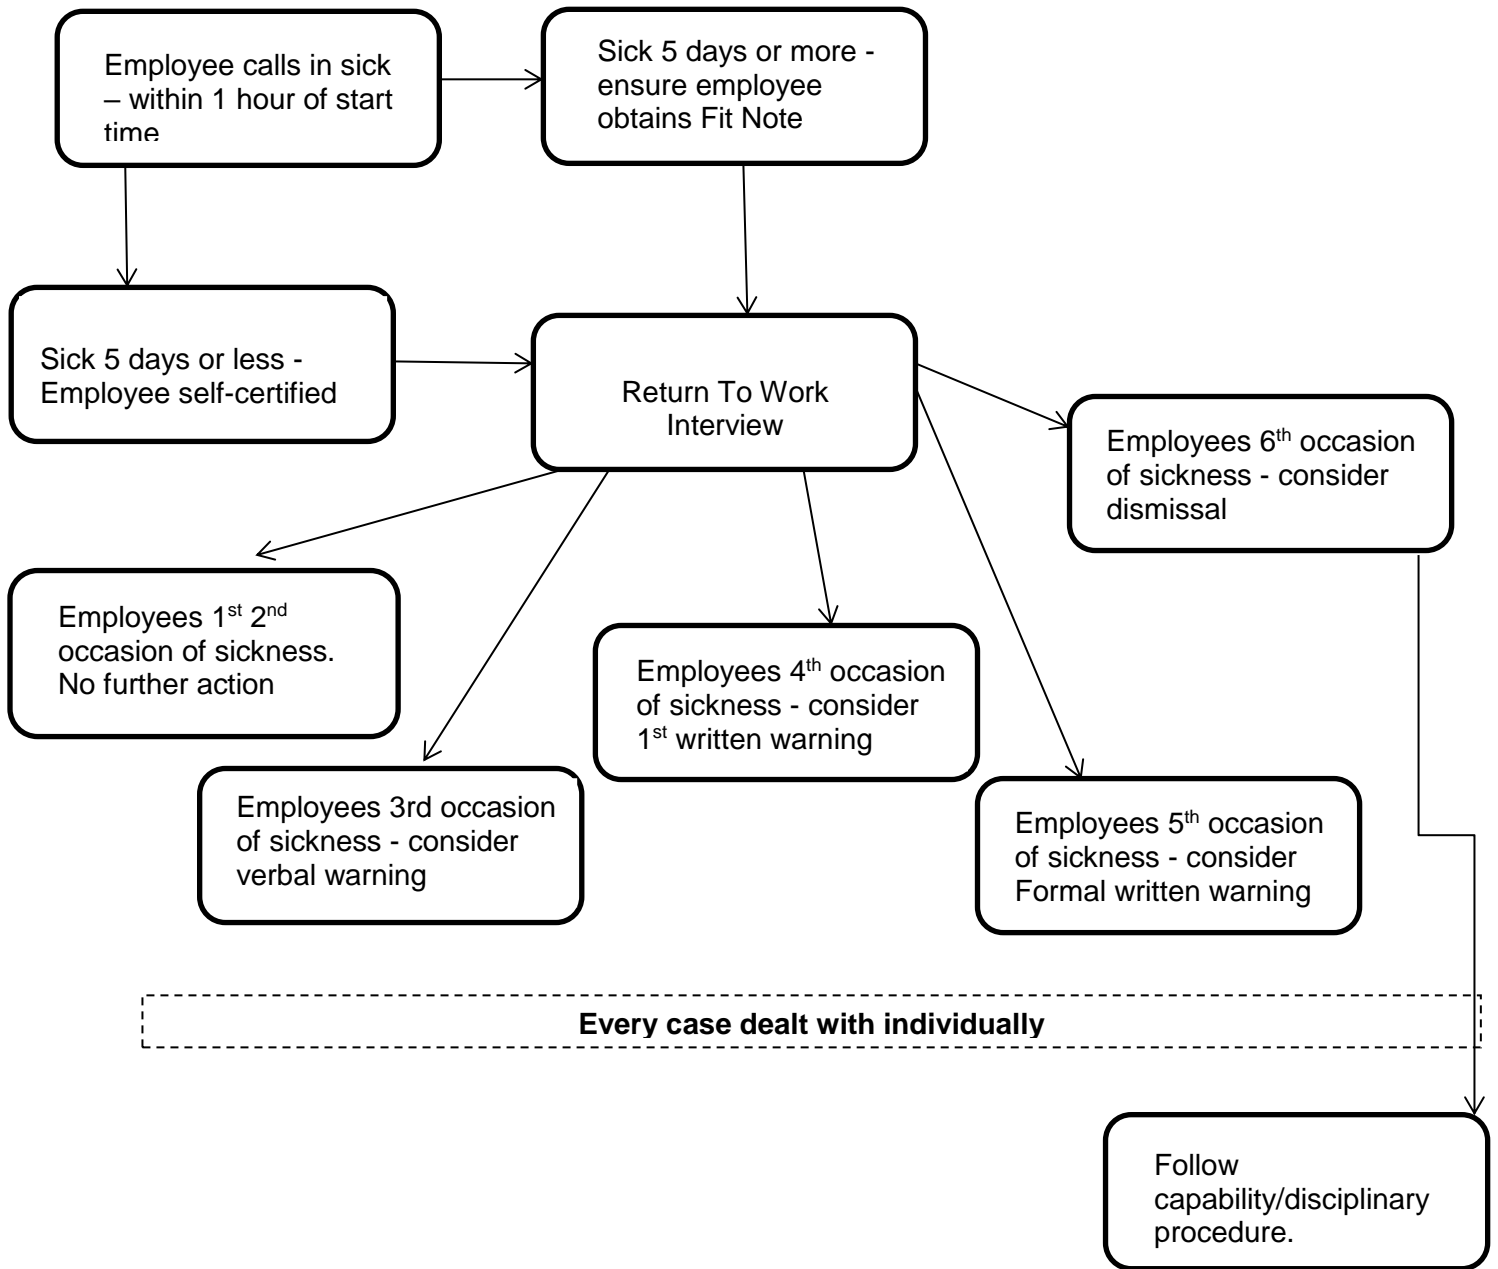 Employee calls in sick
– within 1 hour of start
time
Sick 5 days or more -
ensure employee
obtains Fit Note
Sick 5 days or less -
Employee self-certified
Return To Work
Interview
Employees 6th occasion
of sickness - consider
dismissal
Employees 1st 2nd
occasion of sickness.
No further action
Employees 4th occasion
of sickness - consider
1st written warning
Employees 3rd occasion
of sickness - consider
verbal warning
Employees 5th occasion
of sickness - consider
Formal written warning
Every case dealt with individually
Follow
capability/disciplinary
procedure.